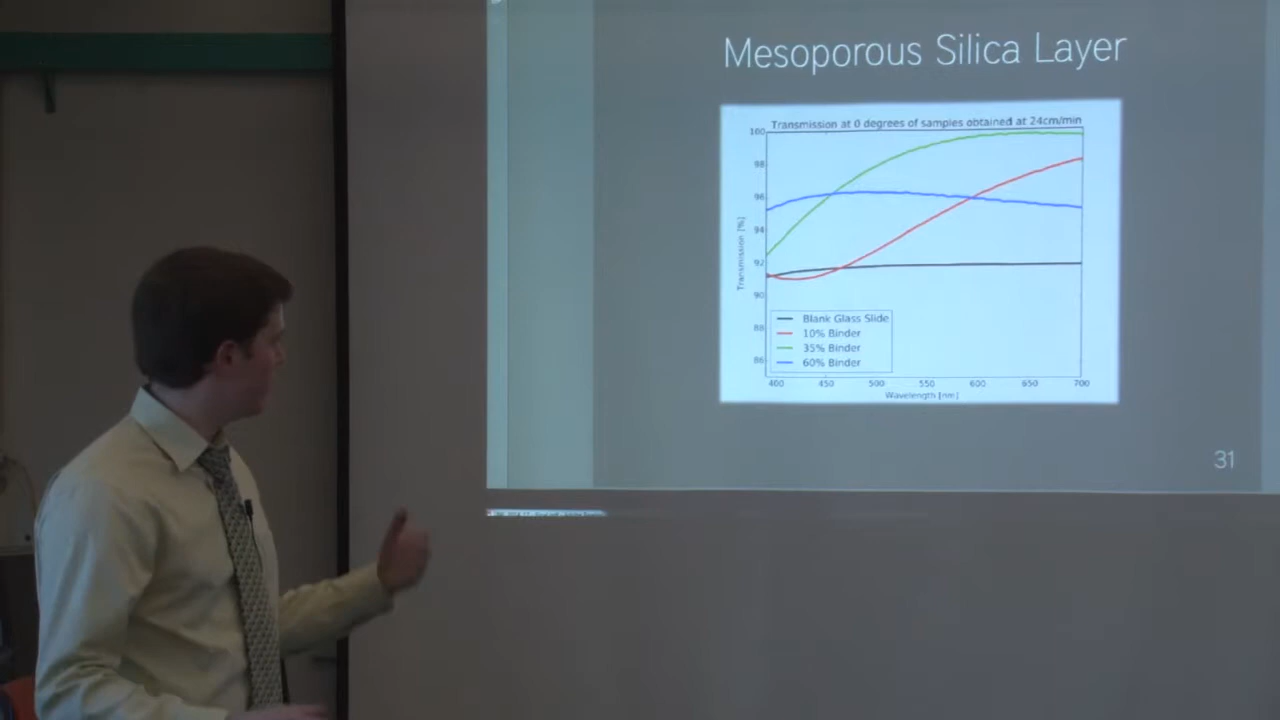 Mesoporous Silica Layer
Transmission at 0 degrees of samples obtained at 24cm/min
100
98
96
94
92
90
88
86
Transmission [%]
Blank Glass Slide
10% Binder
35% Binder
60% Binder
400 450 500 550 600 650 700
Wavelength [nm]
31